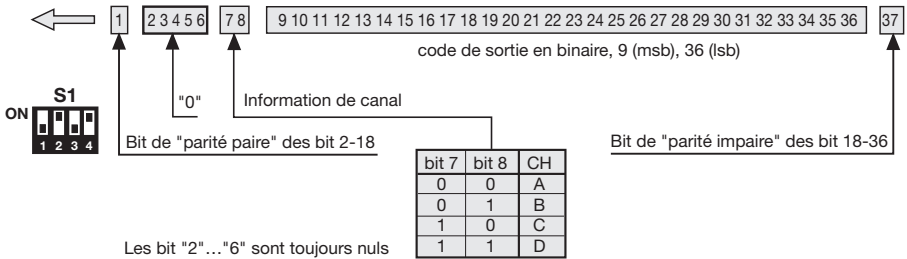 1 2 3 4 5 6 7 8 9 10 11 12 13 14 15 16 17 18 19 20 21 22 23 24 25 26 27 28 29 30 31 32 33 34 35 36 37
code de sortie en binaire, 9 (msb), 36 (lsb)
S1
ON
1 2 3 4
"0"
Information de canal
Bit de "parité paire" des bit 2-18
Bit de "parité impaire" des bit 18-36
bit 7 bit 8 CH
0 0 A
0 1 B
1 0 C
1 1 D
Les bit "2"…"6" sont toujours nuls